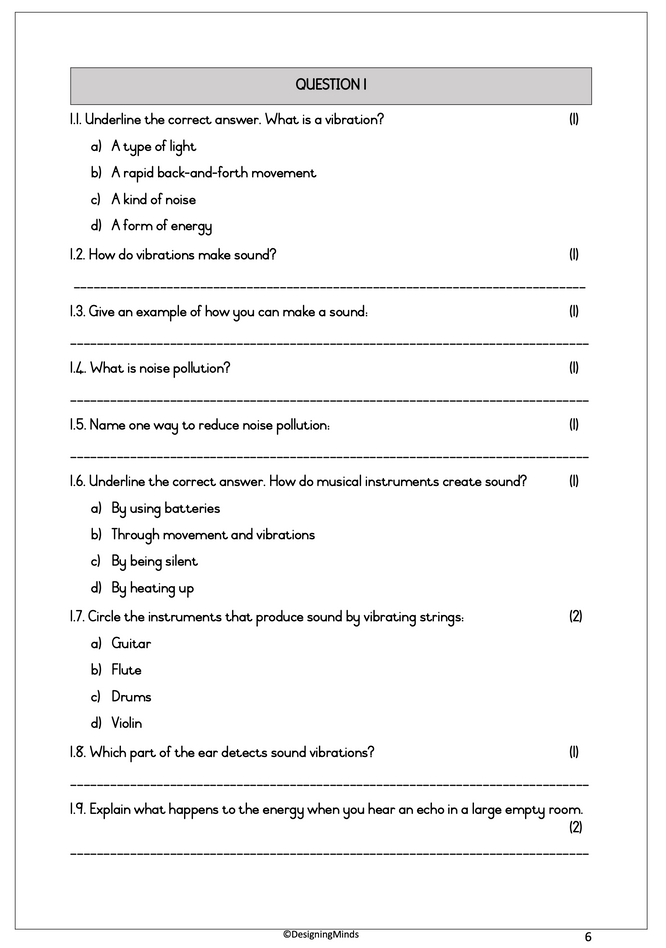 QUESTION 1
1.1. Underline the correct answer. What is a vibration? (1)
a) A type of light
b) A rapid back-and-forth movement
c) A kind of noise
d) A form of energy
1.2. How do vibrations make sound? (1)
1.3. Give an example of how you can make a sound: (1)
1.4. What is noise pollution? (1)
1.5. Name one way to reduce noise pollution: (1)
1.6. Underline the correct answer. How do musical instruments create sound? (1)
a) By using batteries
b) Through movement and vibrations
c) By being silent
d) By heating up
1.7. Circle the instruments that produce sound by vibrating strings: (2)
a) Guitar
b) Flute
c) Drums
d) Violin
1.8. Which part of the ear detects sound vibrations? (1)
1.9. Explain what happens to the energy when you hear an echo in a large empty room.
(2)
©DesigningMinds
6